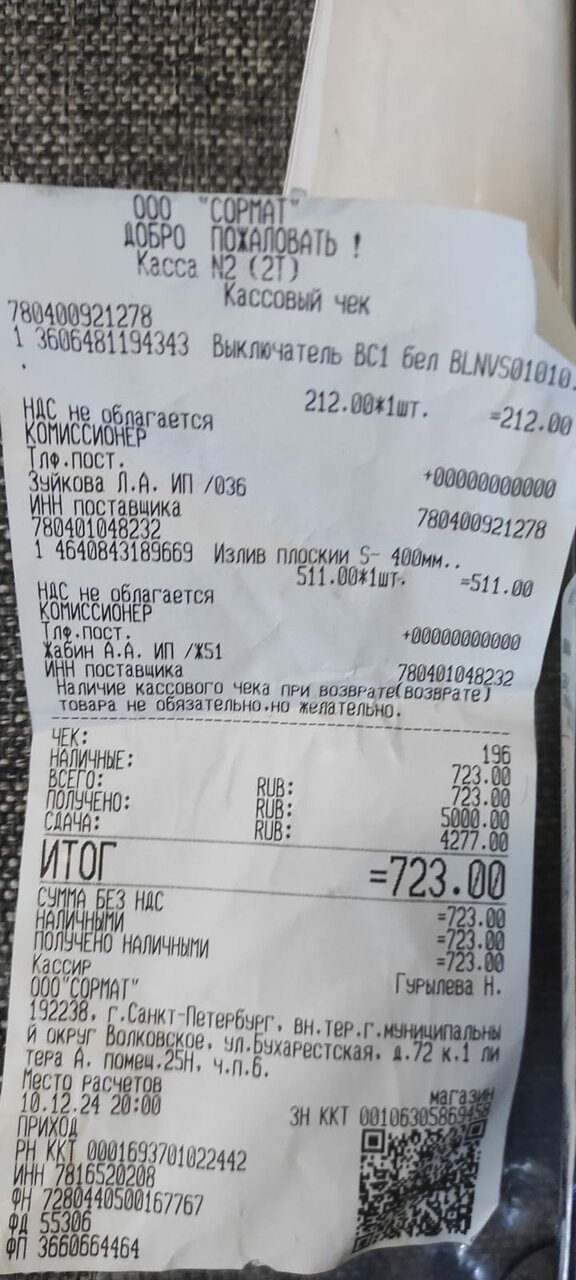 ООО "СОРМАТ"
ДОБРО ПОЖАЛОВАТЬ !
Касса N2 (2Т)
Кассовый чек
780400921278
1 3606481194343 Выключатель ВС1 бел BLNVS01010.
.
212.00*1шт. =212.00
НДС не облагается
КОМИССИОНЕР
Тлф.пост. +00000000000
Зуйкова Л.А. ИП /036
ИНН поставщика 780400921278
780401048232
1 4640843189669 Излив плоский S- 400мм..
511.00*1шт. =511.00
НДС не облагается
КОМИССИОНЕР
Тлф.пост. +00000000000
Жабин А.А. ИП /Ж51
ИНН поставщика 780401048232
Наличие кассового чека при возврате(возврате)
товара не обязательно.но желательно.
ЧЕК: 196
НАЛИЧНЫЕ: 723.00
ВСЕГО: RUB: 723.00
ПОЛУЧЕНО: RUB: 5000.00
СДАЧА: RUB: 4277.00
ИТОГ =723.00
СУММА БЕЗ НДС =723.00
НАЛИЧНЫМИ =723.00
ПОЛУЧЕНО НАЛИЧНЫМИ =723.00
Кассир Гурылева Н.
ООО"СОРМАТ"
192238, г.Санкт-Петербург, вн.тер.г.муниципальны
й округ Волковское, ул.Бухарестская, д.72 к.1 ли
тера А, помещ.25Н, ч.п.6.
Место расчетов магазин
10.12.24 20:00 ЗН ККТ 00106305869458
ПРИХОД
РН ККТ 0001693701022442
ИНН 7816520208
ФН 7280440500167767
ФД 55306
ФП 3660664464